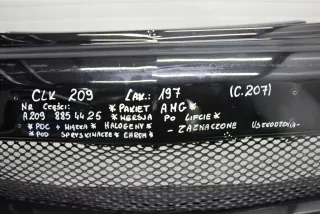 CLK 209 LAK.: 197 (C.207)
NR CZĘŚCI: * PAKIET AMG *
A209 885 44 25 * WERSJA PO LIFCIE *
* PDC + WIĄZKA * HALOGENY *
* POD SPRYSKIWACZE * CHROM * - ZAZNACZONE USZKODZENIA -